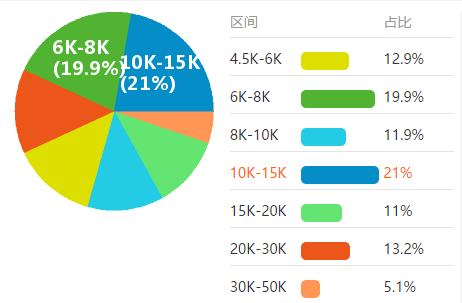 6K-8K
(19.9%)
10K-15K
(21%)
区间 占比
4.5K-6K 12.9%
6K-8K 19.9%
8K-10K 11.9%
10K-15K 21%
15K-20K 11%
20K-30K 13.2%
30K-50K 5.1%